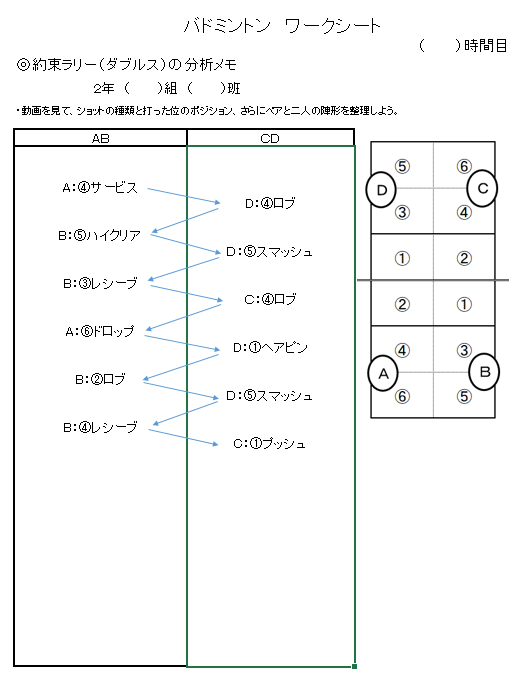 バドミントン　ワークシート
（　　）時間目
◎約束ラリー（ダブルス）の分析メモ
２年　（　　）組　（　　）班
・動画を見て、ショットの種類と打った位のポジション、さらにペアと二人の陣形を整理しよう。
AB
CD
A：④サービス
D：④ロブ
B：⑤ハイクリア
D：⑤スマッシュ
B：③レシーブ
C：④ロブ
A：⑥ドロップ
D：①ヘアピン
B：②ロブ
D：⑤スマッシュ
B：④レシーブ
C：①プッシュ
⑤ ⑥
D C
③ ④
① ②
② ①
④ ③
A B
⑥ ⑤